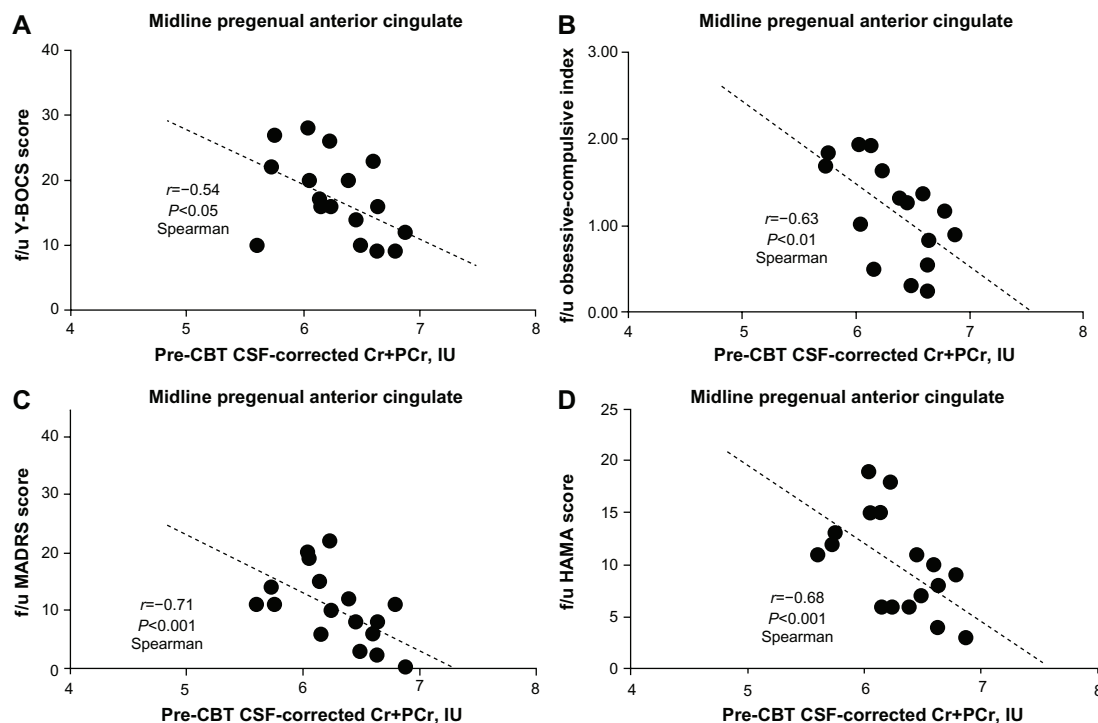 A
Midline pregenual anterior cingulate
f/u Y-BOCS score
40
30
20
10
0
r=−0.54
P<0.05
Spearman
4 5 6 7 8
Pre-CBT CSF-corrected Cr+PCr, IU
B
Midline pregenual anterior cingulate
f/u obsessive-compulsive index
3.00
2.00
1.00
0.00
r=−0.63
P<0.01
Spearman
4 5 6 7 8
Pre-CBT CSF-corrected Cr+PCr, IU
C
Midline pregenual anterior cingulate
f/u MADRS score
40
30
20
10
0
r=−0.71
P<0.001
Spearman
4 5 6 7 8
Pre-CBT CSF-corrected Cr+PCr, IU
D
Midline pregenual anterior cingulate
f/u HAMA score
25
20
15
10
5
0
r=−0.68
P<0.001
Spearman
4 5 6 7 8
Pre-CBT CSF-corrected Cr+PCr, IU